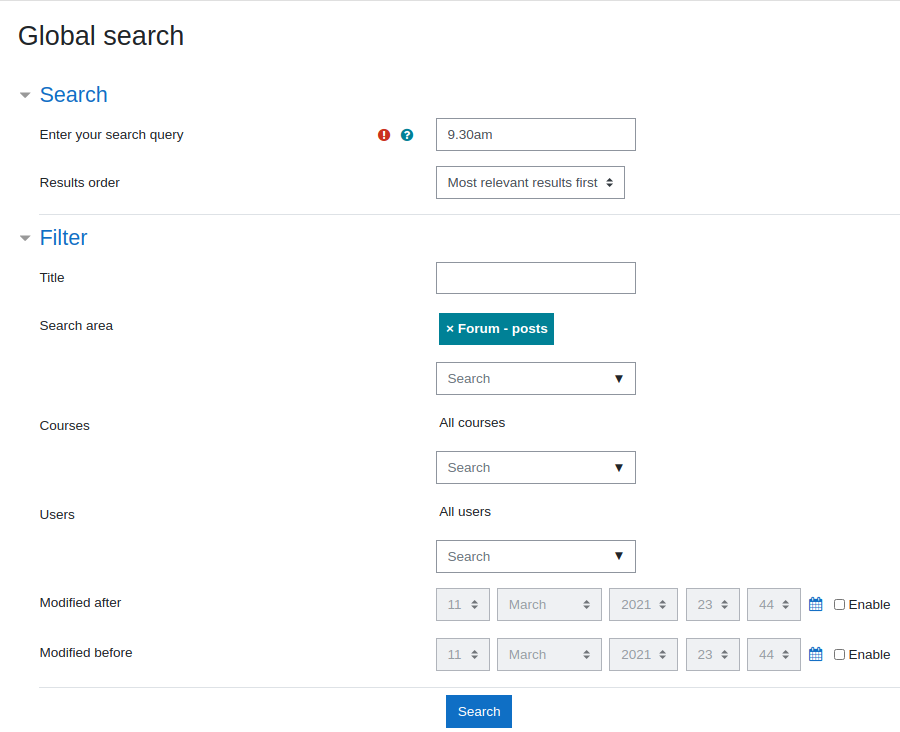 Global search
Search
Enter your search query 9.30am
Results order Most relevant results first
Filter
Title
Search area × Forum - posts
Search ▼
Courses All courses
Search ▼
Users All users
Search ▼
Modified after 11 March 2021 23 44 Enable
Modified before 11 March 2021 23 44 Enable
Search